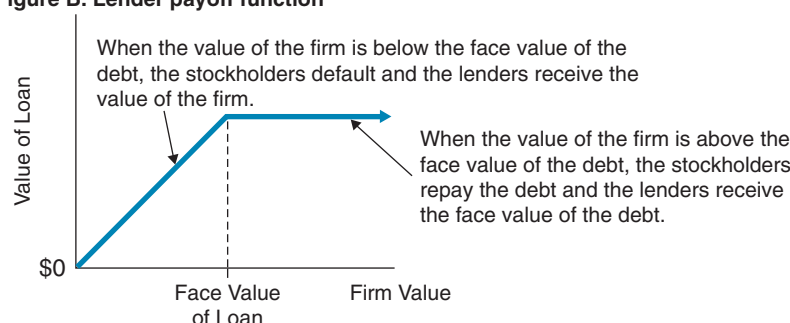 igure B. Lender payoff function
When the value of the firm is below the face value of the
debt, the stockholders default and the lenders receive the
value of the firm.
When the value of the firm is above the
face value of the debt, the stockholders
repay the debt and the lenders receive
the face value of the debt.
Value of Loan
$0
Face Value
of Loan
Firm Value